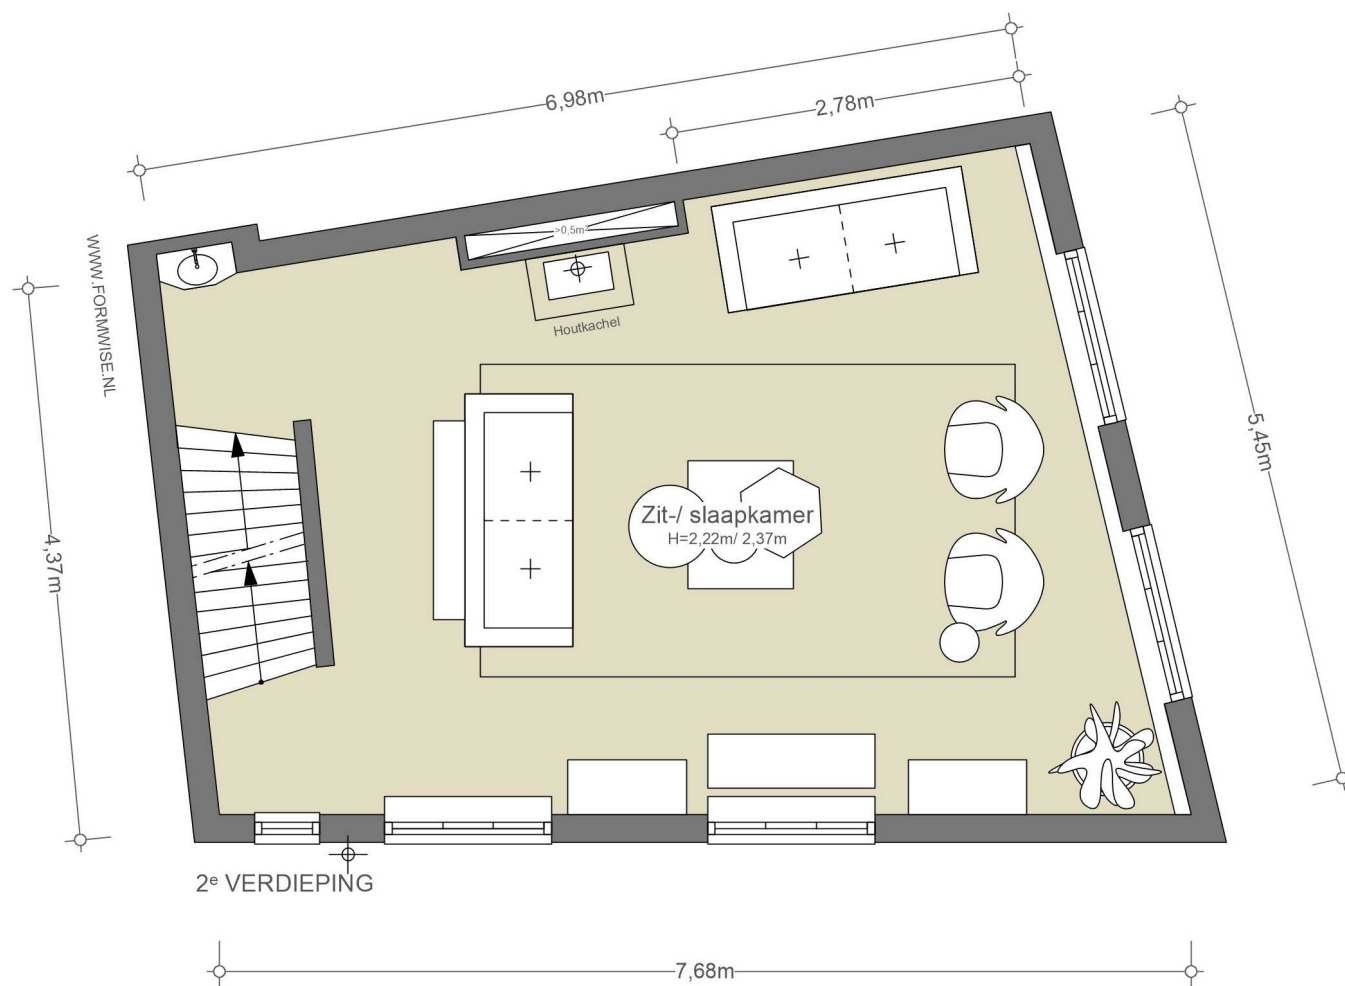 6,98m
2,78m
WWW.FORMWISE.NL
>0,5m²
Houtkachel
5,45m
4,37m
Zit-/ slaapkamer
H=2,22m/ 2,37m
2e VERDIEPING
7,68m